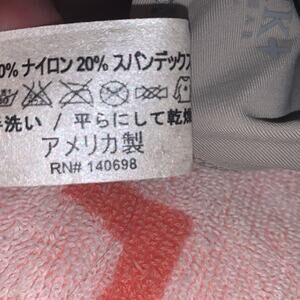 0% ナイロン 20% スパンデックス
手洗い / 平らにして乾燥
アメリカ製
RN# 140698
K+